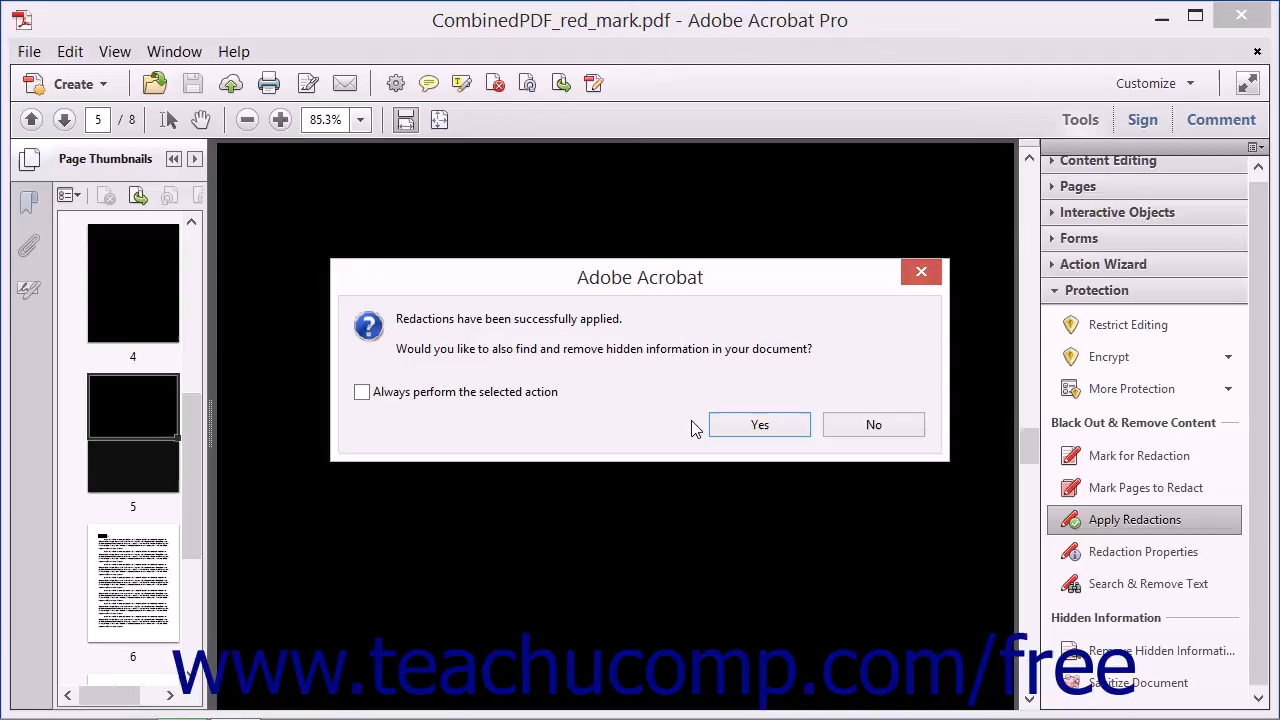 CombinedPDF_red_mark.pdf - Adobe Acrobat Pro
File Edit View Window Help
Create
Customize
5 / 8
85.3%
Tools Sign Comment
Page Thumbnails
4
5
6
Adobe Acrobat
Redactions have been successfully applied.
Would you like to also find and remove hidden information in your document?
Always perform the selected action
Yes No
Content Editing
Pages
Interactive Objects
Forms
Action Wizard
Protection
Restrict Editing
Encrypt
More Protection
Black Out & Remove Content
Mark for Redaction
Mark Pages to Redact
Apply Redactions
Redaction Properties
Search & Remove Text
Hidden Information
Remove Hidden Informati...
Sanitize Document
www.teachucomp.com/free